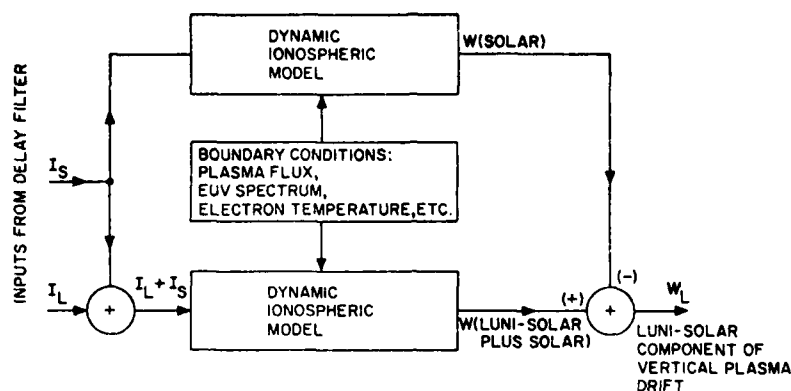 DYNAMIC
IONOSPHERIC
MODEL
W(SOLAR)
INPUTS FROM DELAY FILTER
I_S
BOUNDARY CONDITIONS:
PLASMA FLUX,
EUV SPECTRUM,
ELECTRON TEMPERATURE,ETC.
(-)
I_L
+
I_L + I_S
DYNAMIC
IONOSPHERIC
MODEL
(+)
+
W_L
W(LUNI-SOLAR
PLUS SOLAR)
LUNI-SOLAR
COMPONENT OF
VERTICAL PLASMA
DRIFT